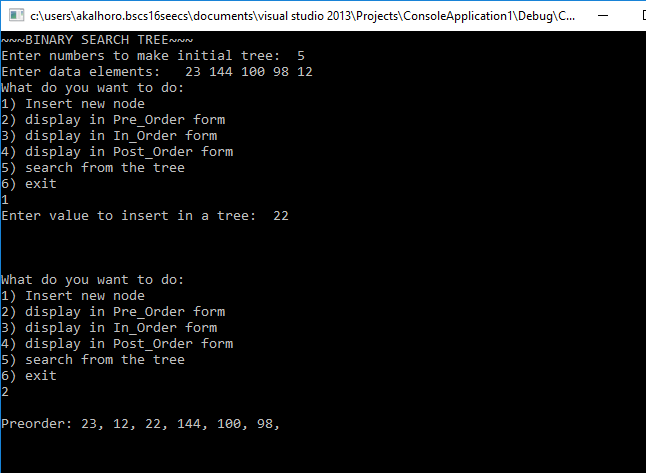 c:\users\akalhoro.bscs16seecs\documents\visual studio 2013\Projects\ConsoleApplication1\Debug\C...
~~~BINARY SEARCH TREE~~~
Enter numbers to make initial tree:  5
Enter data elements:   23 144 100 98 12
What do you want to do:
1) Insert new node
2) display in Pre_Order form
3) display in In_Order form
4) display in Post_Order form
5) search from the tree
6) exit
1
Enter value to insert in a tree:  22
What do you want to do:
1) Insert new node
2) display in Pre_Order form
3) display in In_Order form
4) display in Post_Order form
5) search from the tree
6) exit
2
Preorder: 23, 12, 22, 144, 100, 98,